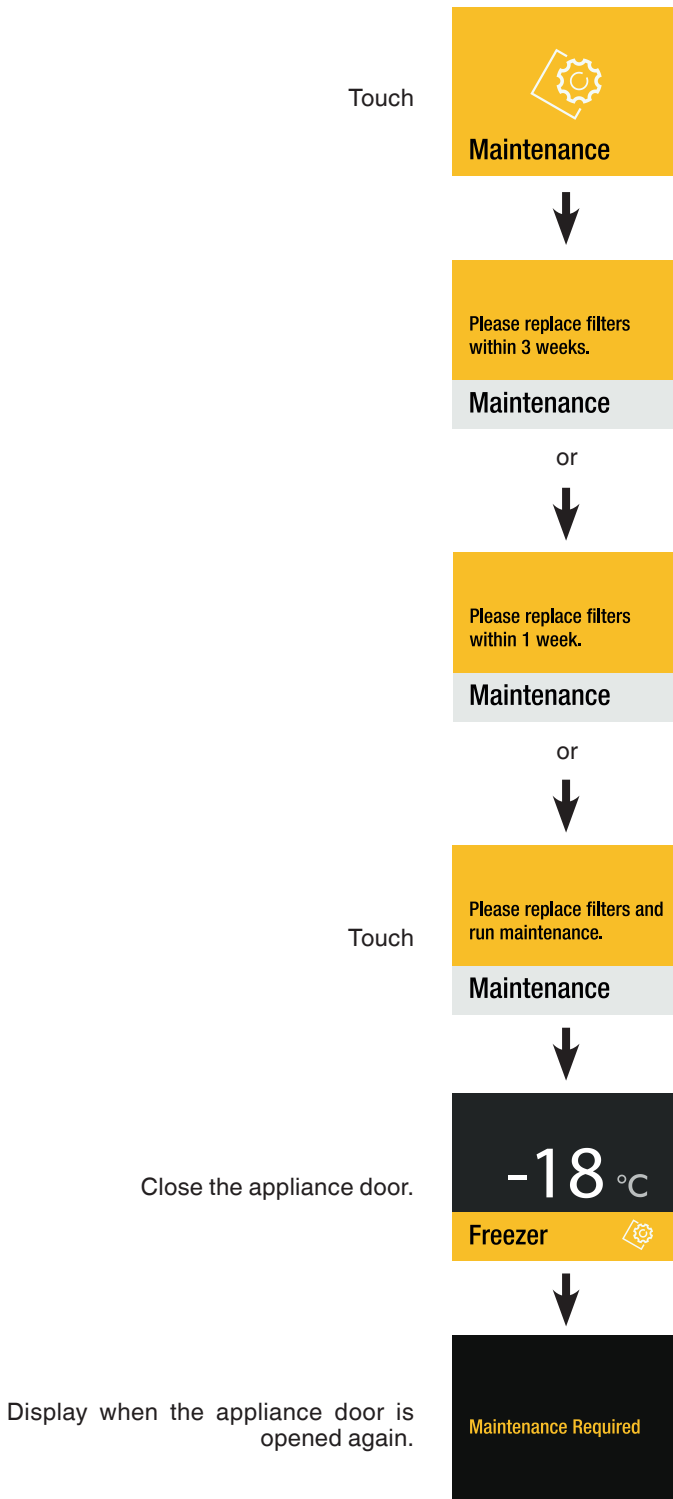 Touch
Maintenance
Please replace filters
within 3 weeks.
Maintenance
or
Please replace filters
within 1 week.
Maintenance
or
Touch
Please replace filters and
run maintenance.
Maintenance
Close the appliance door.
-18 °C
Freezer
Display when the appliance door is
opened again.
Maintenance Required